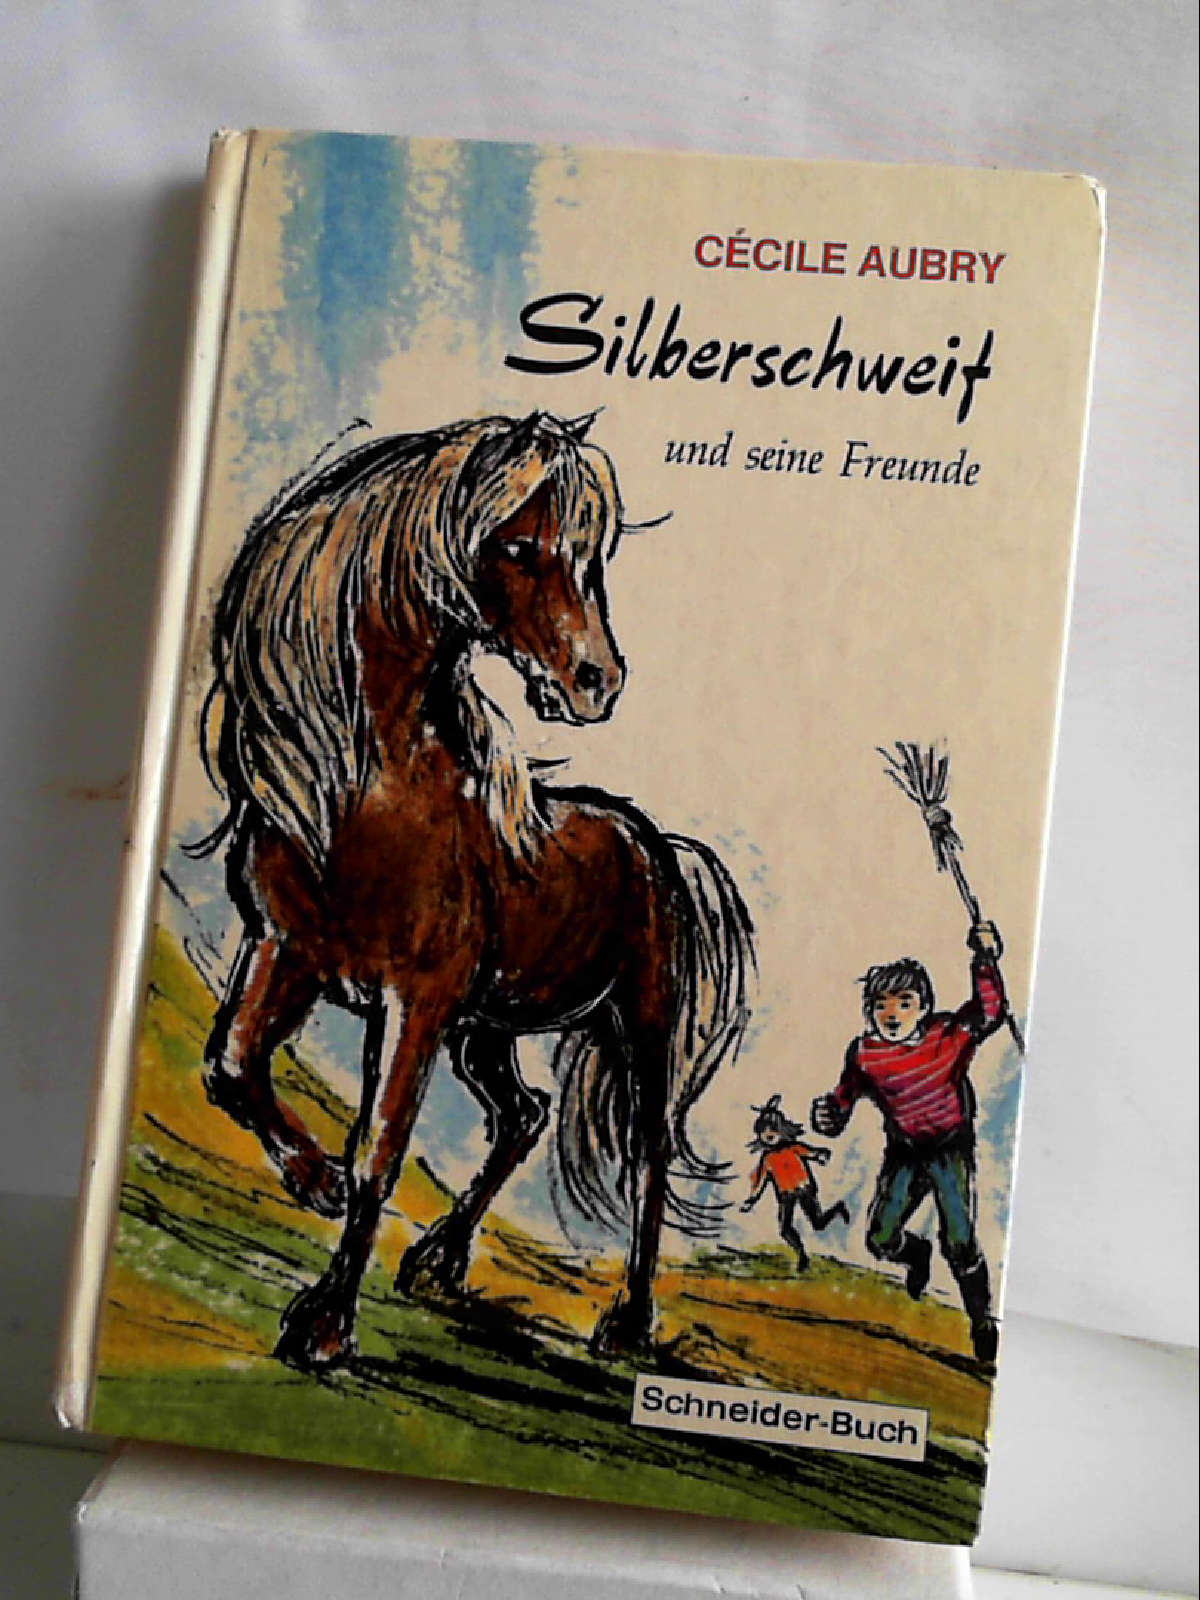 CÉCILE AUBRY
Silberschweif
und seine Freunde
Schneider-Buch